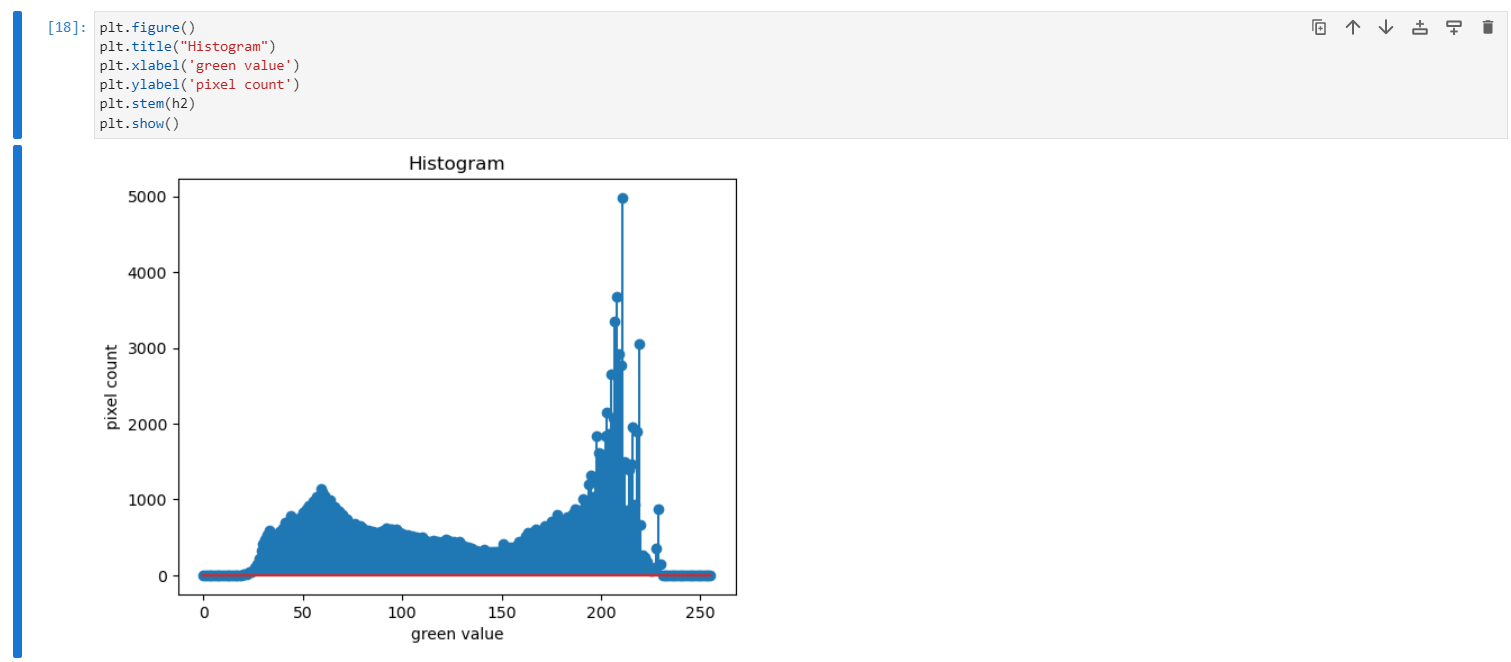 [18]: plt.figure()
plt.title("Histogram")
plt.xlabel('green value')
plt.ylabel('pixel count')
plt.stem(h2)
plt.show()
Histogram
pixel count
5000
4000
3000
2000
1000
0
0 50 100 150 200 250
green value